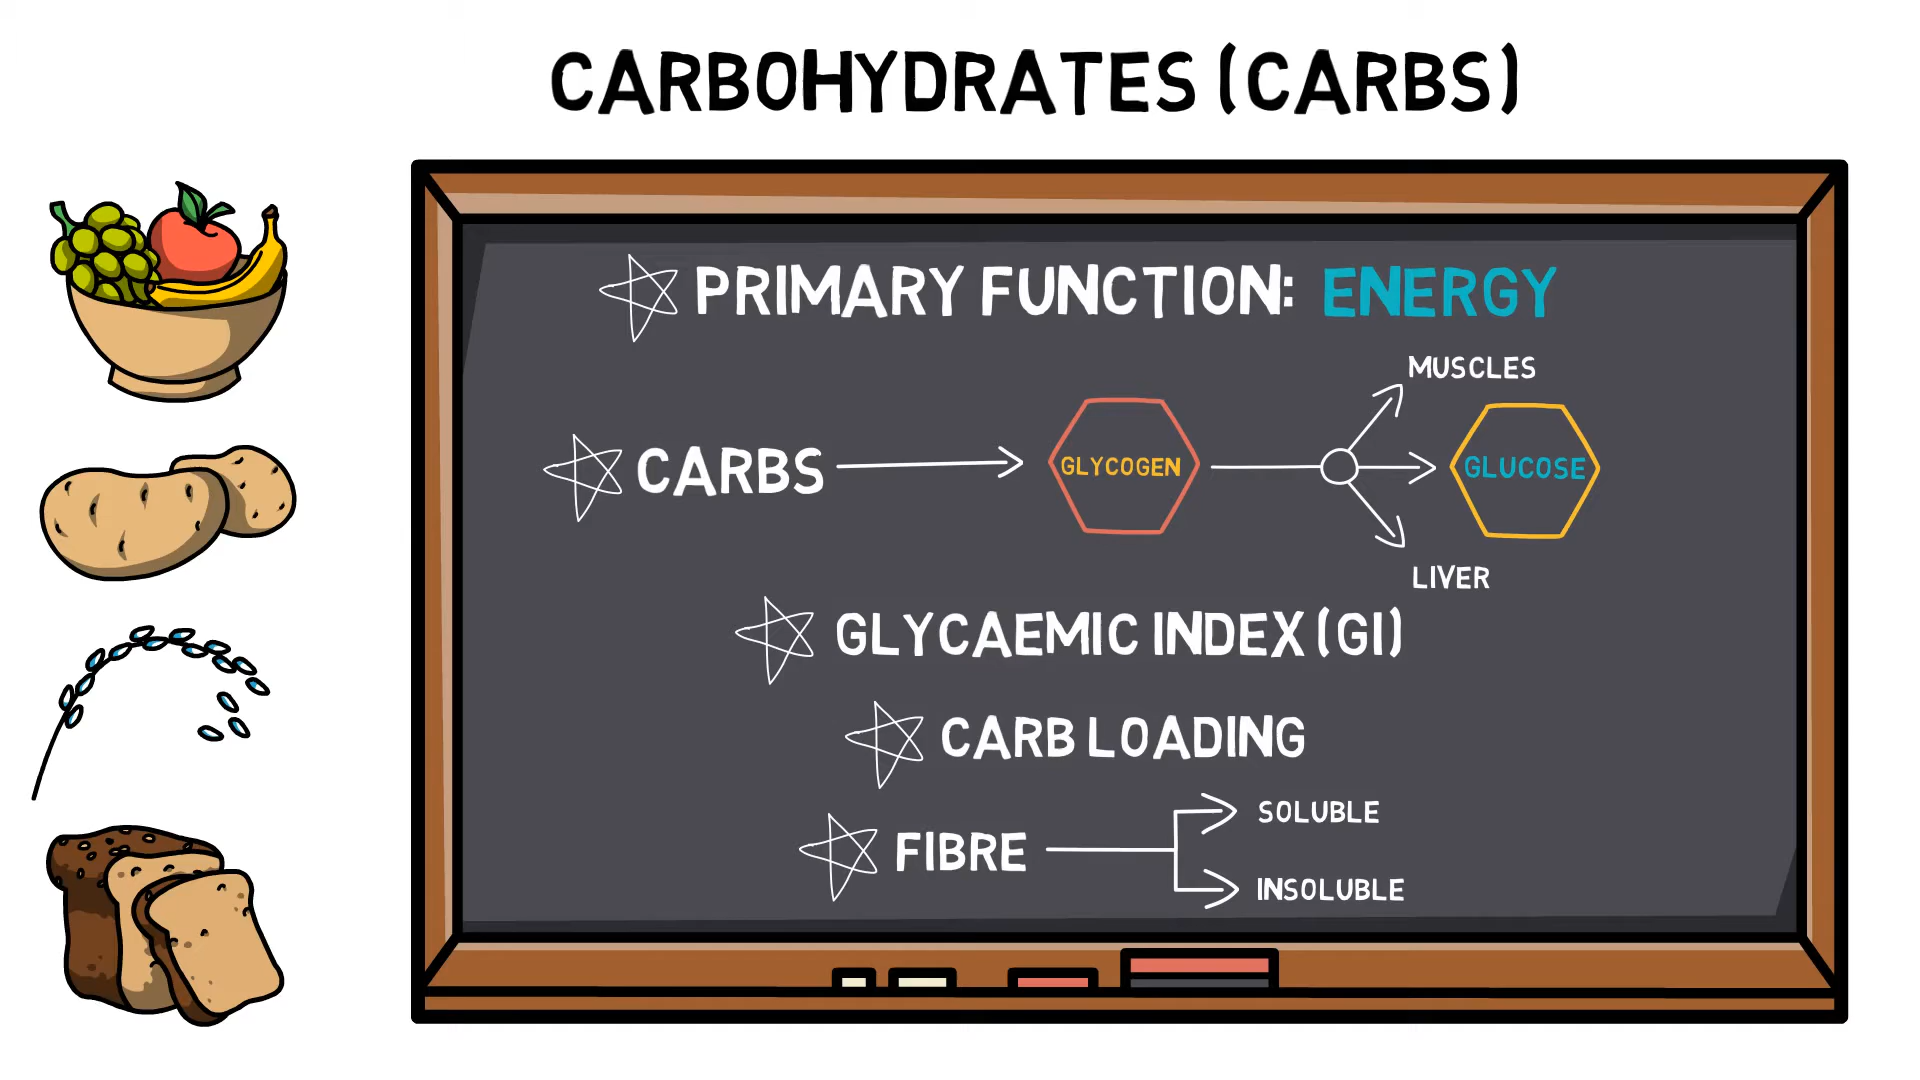 CARBOHYDRATES (CARBS)
PRIMARY FUNCTION: ENERGY
MUSCLES
CARBS
GLYCOGEN
GLUCOSE
LIVER
GLYCAEMIC INDEX (GI)
CARB LOADING
SOLUBLE
FIBRE
INSOLUBLE